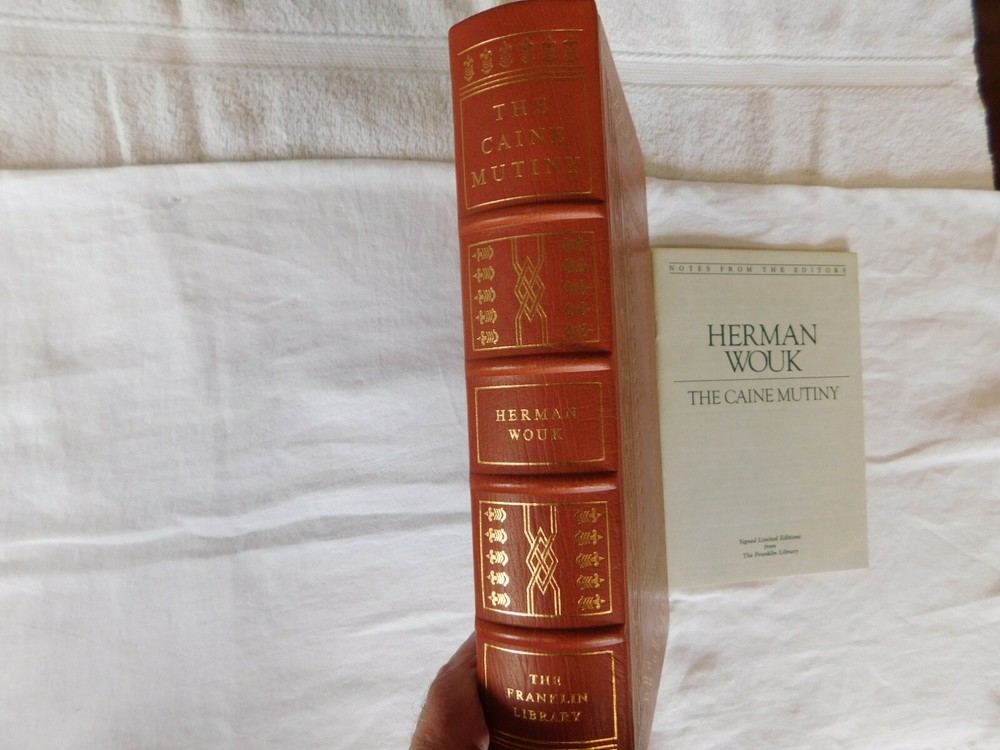 THE
CAINE
MUTINY
HERMAN
WOUK
THE
FRANKLIN
LIBRARY
NOTES FROM THE EDITORS
HERMAN
WOUK
THE CAINE MUTINY
Signed Limited Editions
from
The Franklin Library